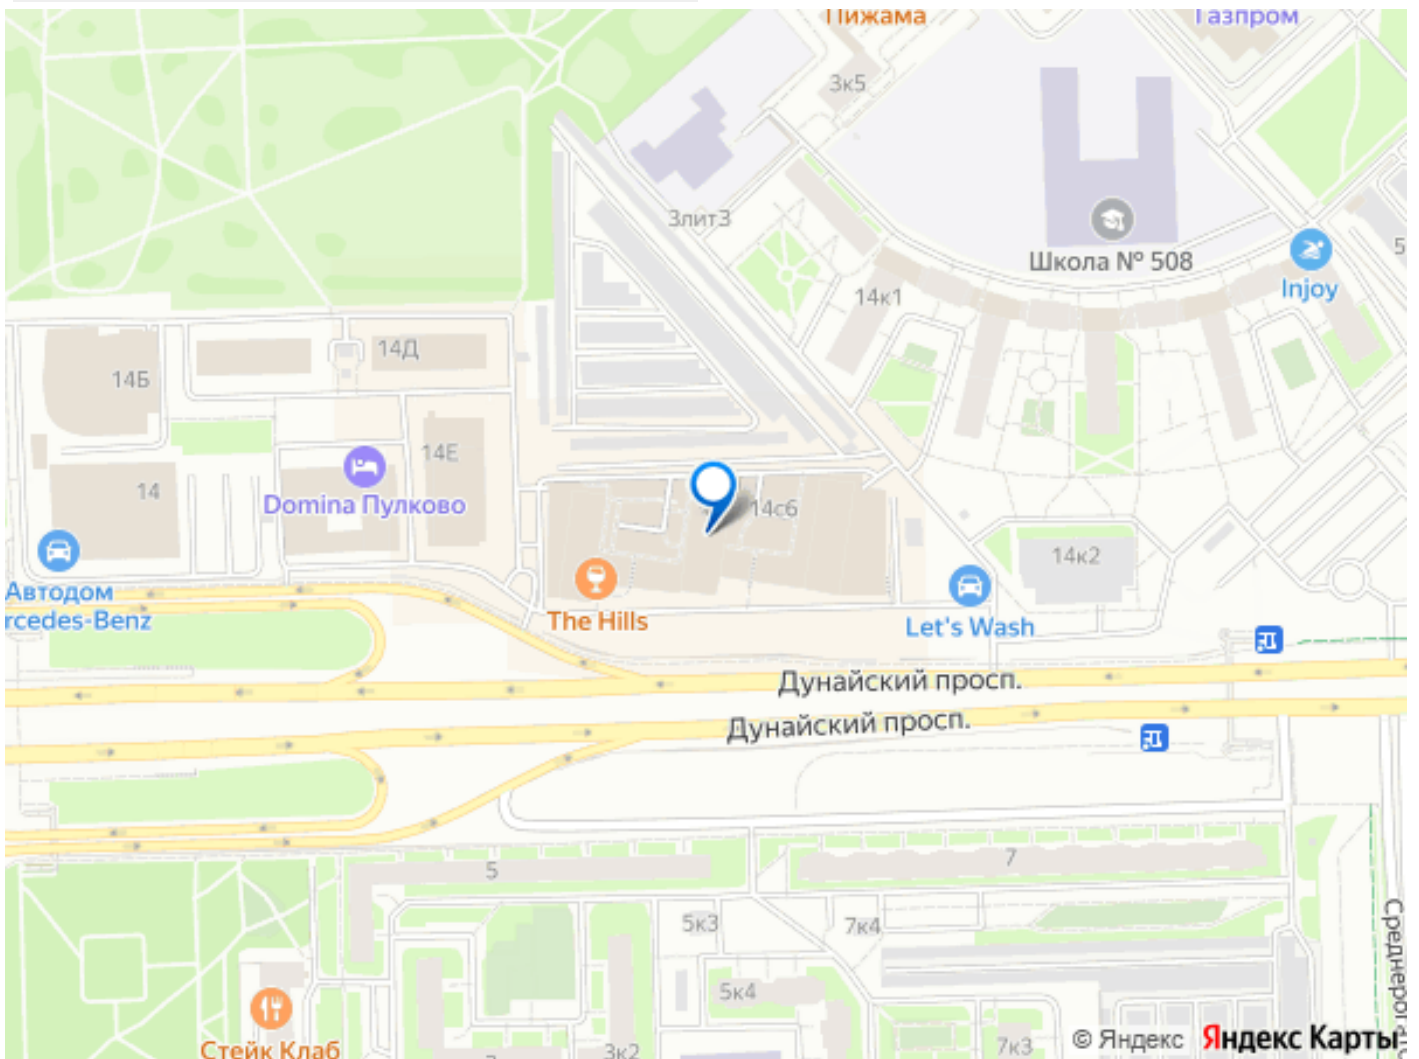 Пижама
Газпром
3к5
3лит3
Школа № 508
Injoy
14к1
14Д
14Б
14Е
14
Domina Пулково
14с6
14к2
Автодом
rcedes-Benz
The Hills
Let's Wash
Дунайский просп.
Дунайский просп.
5
7
5к3
7к4
5к4
Стейк Клаб
3к2
7к3
5
© Яндекс Яндекс Карты